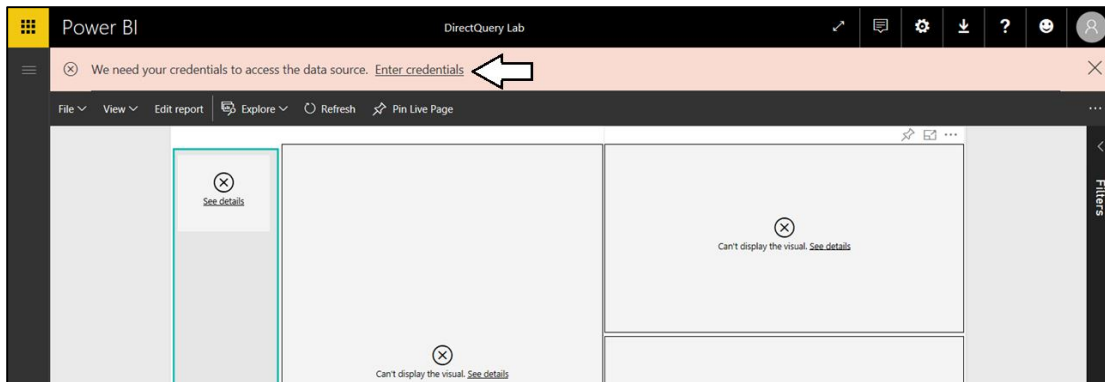 Power BI
DirectQuery Lab
?
We need your credentials to access the data source. Enter credentials
File View Edit report Explore Refresh Pin Live Page
See details
Can't display the visual. See details
Can't display the visual. See details
Filters